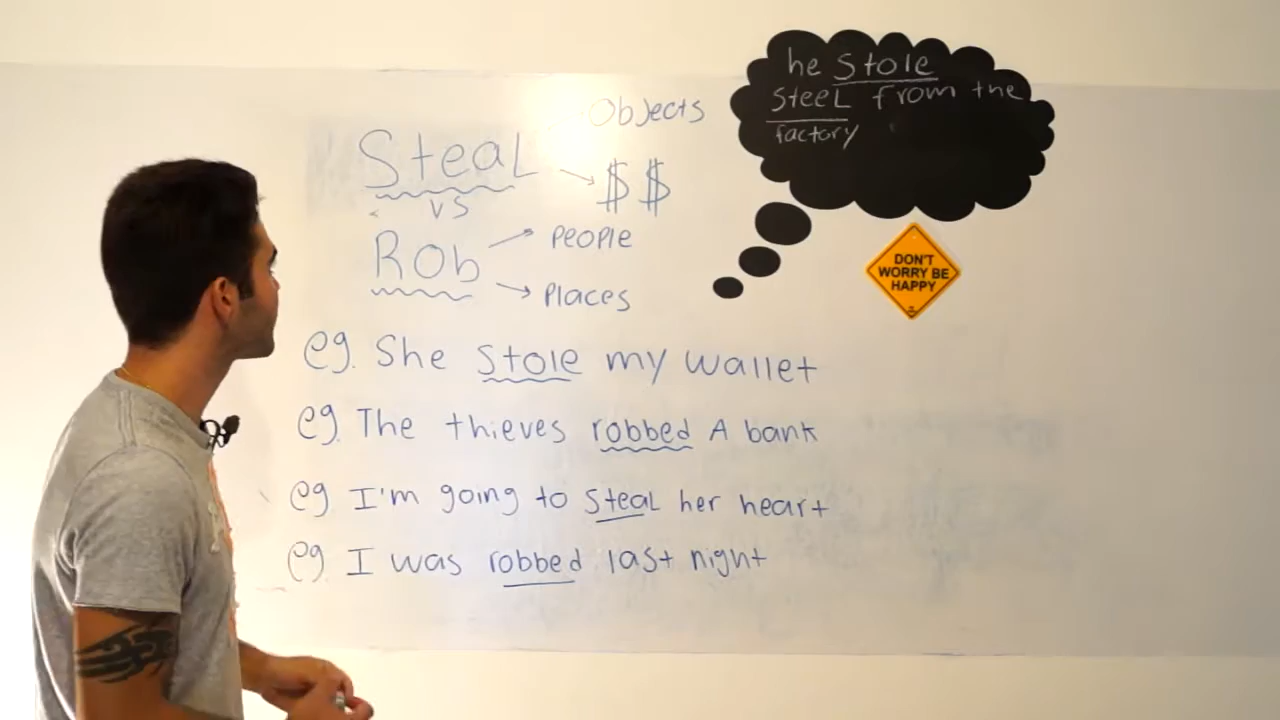 he Stole
SteeL from the
factory
Objects
SteaL
$ $
vs
Rob
People
Places
DON'T
WORRY BE
HAPPY
eg. She Stole my wallet
eg. The thieves robbed A bank
eg I'm going to SteaL her heart
eg I was robbed last night